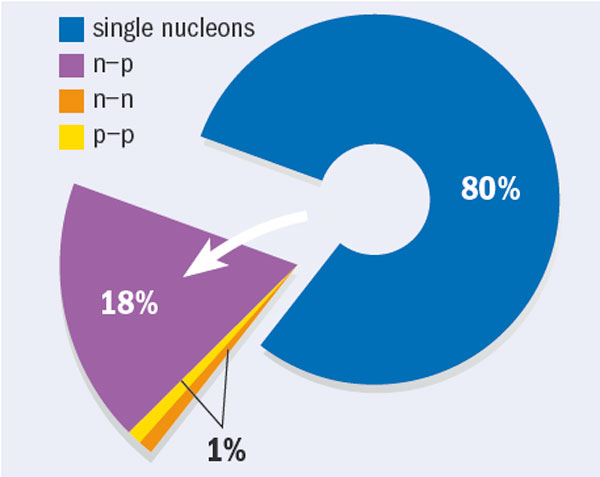 single nucleons
n–p
n–n
p–p
80%
18%
1%